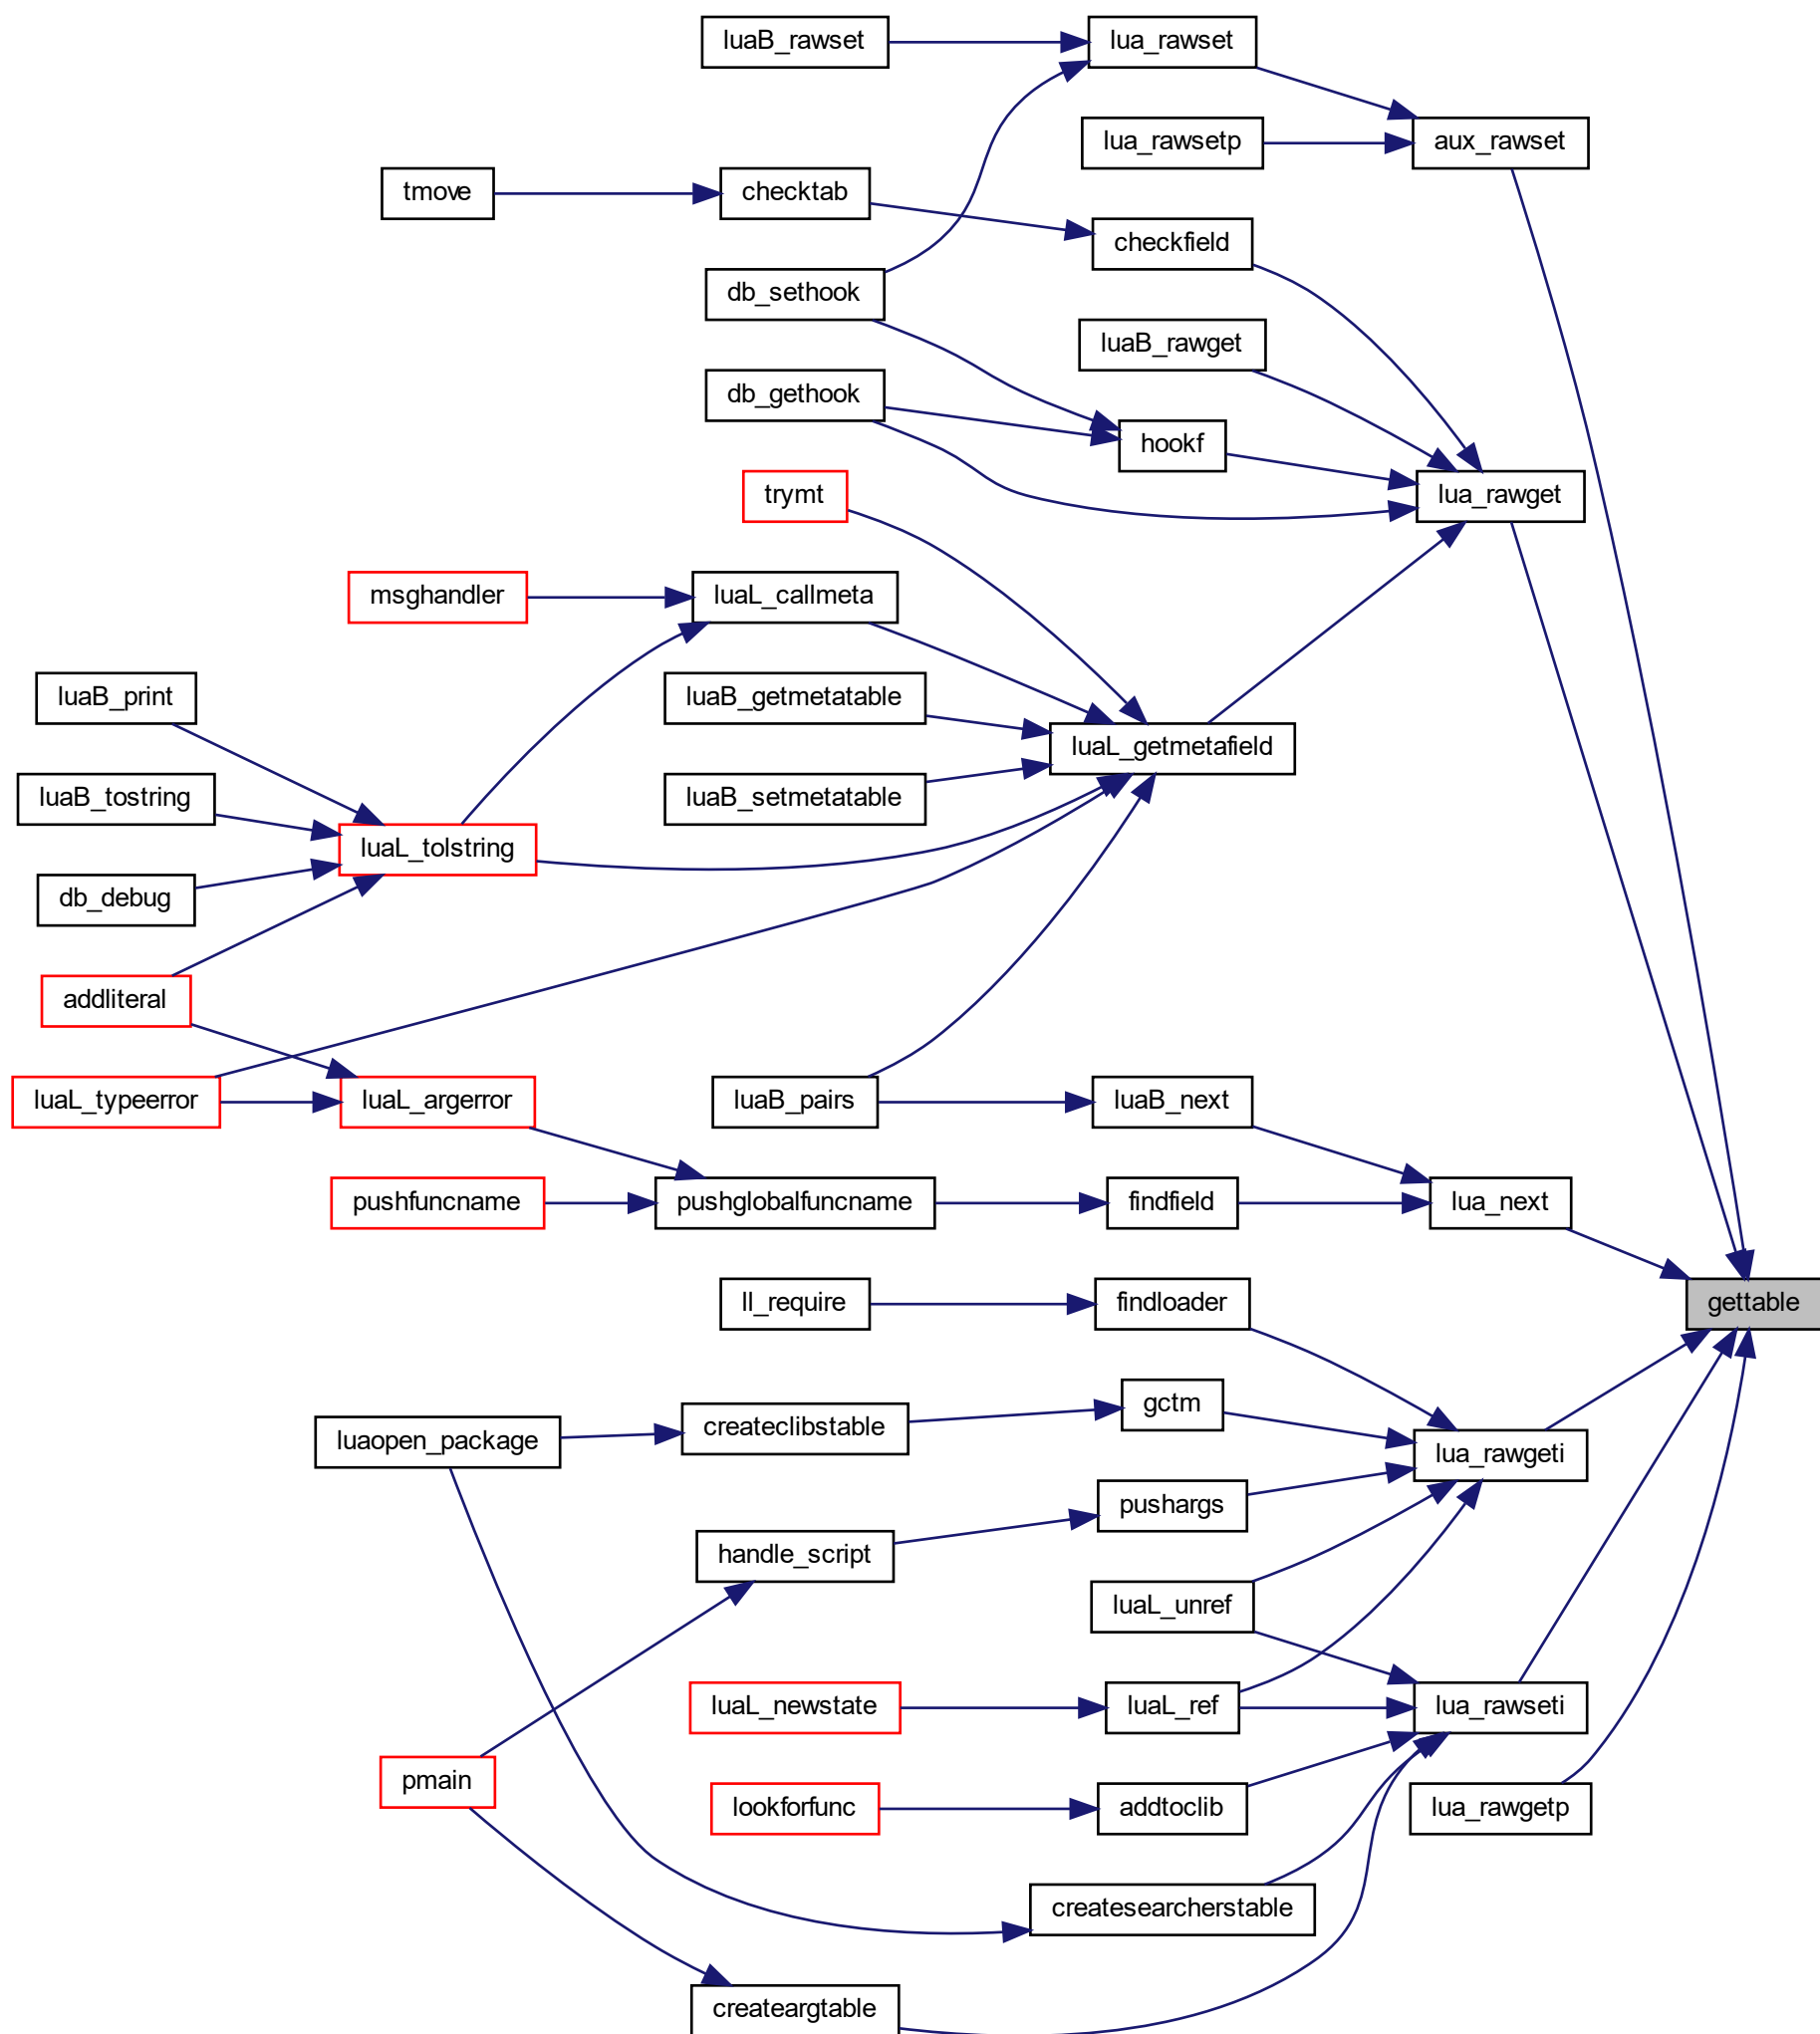 luaB_rawset
lua_rawset
lua_rawsetp
aux_rawset
tmove
checktab
checkfield
db_sethook
luaB_rawget
db_gethook
hookf
trymt
lua_rawget
msghandler
luaL_callmeta
luaB_print
luaB_getmetatable
luaL_getmetafield
luaB_tostring
luaB_setmetatable
luaL_tolstring
db_debug
addliteral
luaL_typeerror
luaL_argerror
luaB_pairs
luaB_next
pushfuncname
pushglobalfuncname
findfield
lua_next
ll_require
findloader
gettable
luaopen_package
createclibstable
gctm
lua_rawgeti
pushargs
handle_script
luaL_unref
luaL_newstate
luaL_ref
lua_rawseti
pmain
lookforfunc
addtoclib
lua_rawgetp
createsearcherstable
createargtable